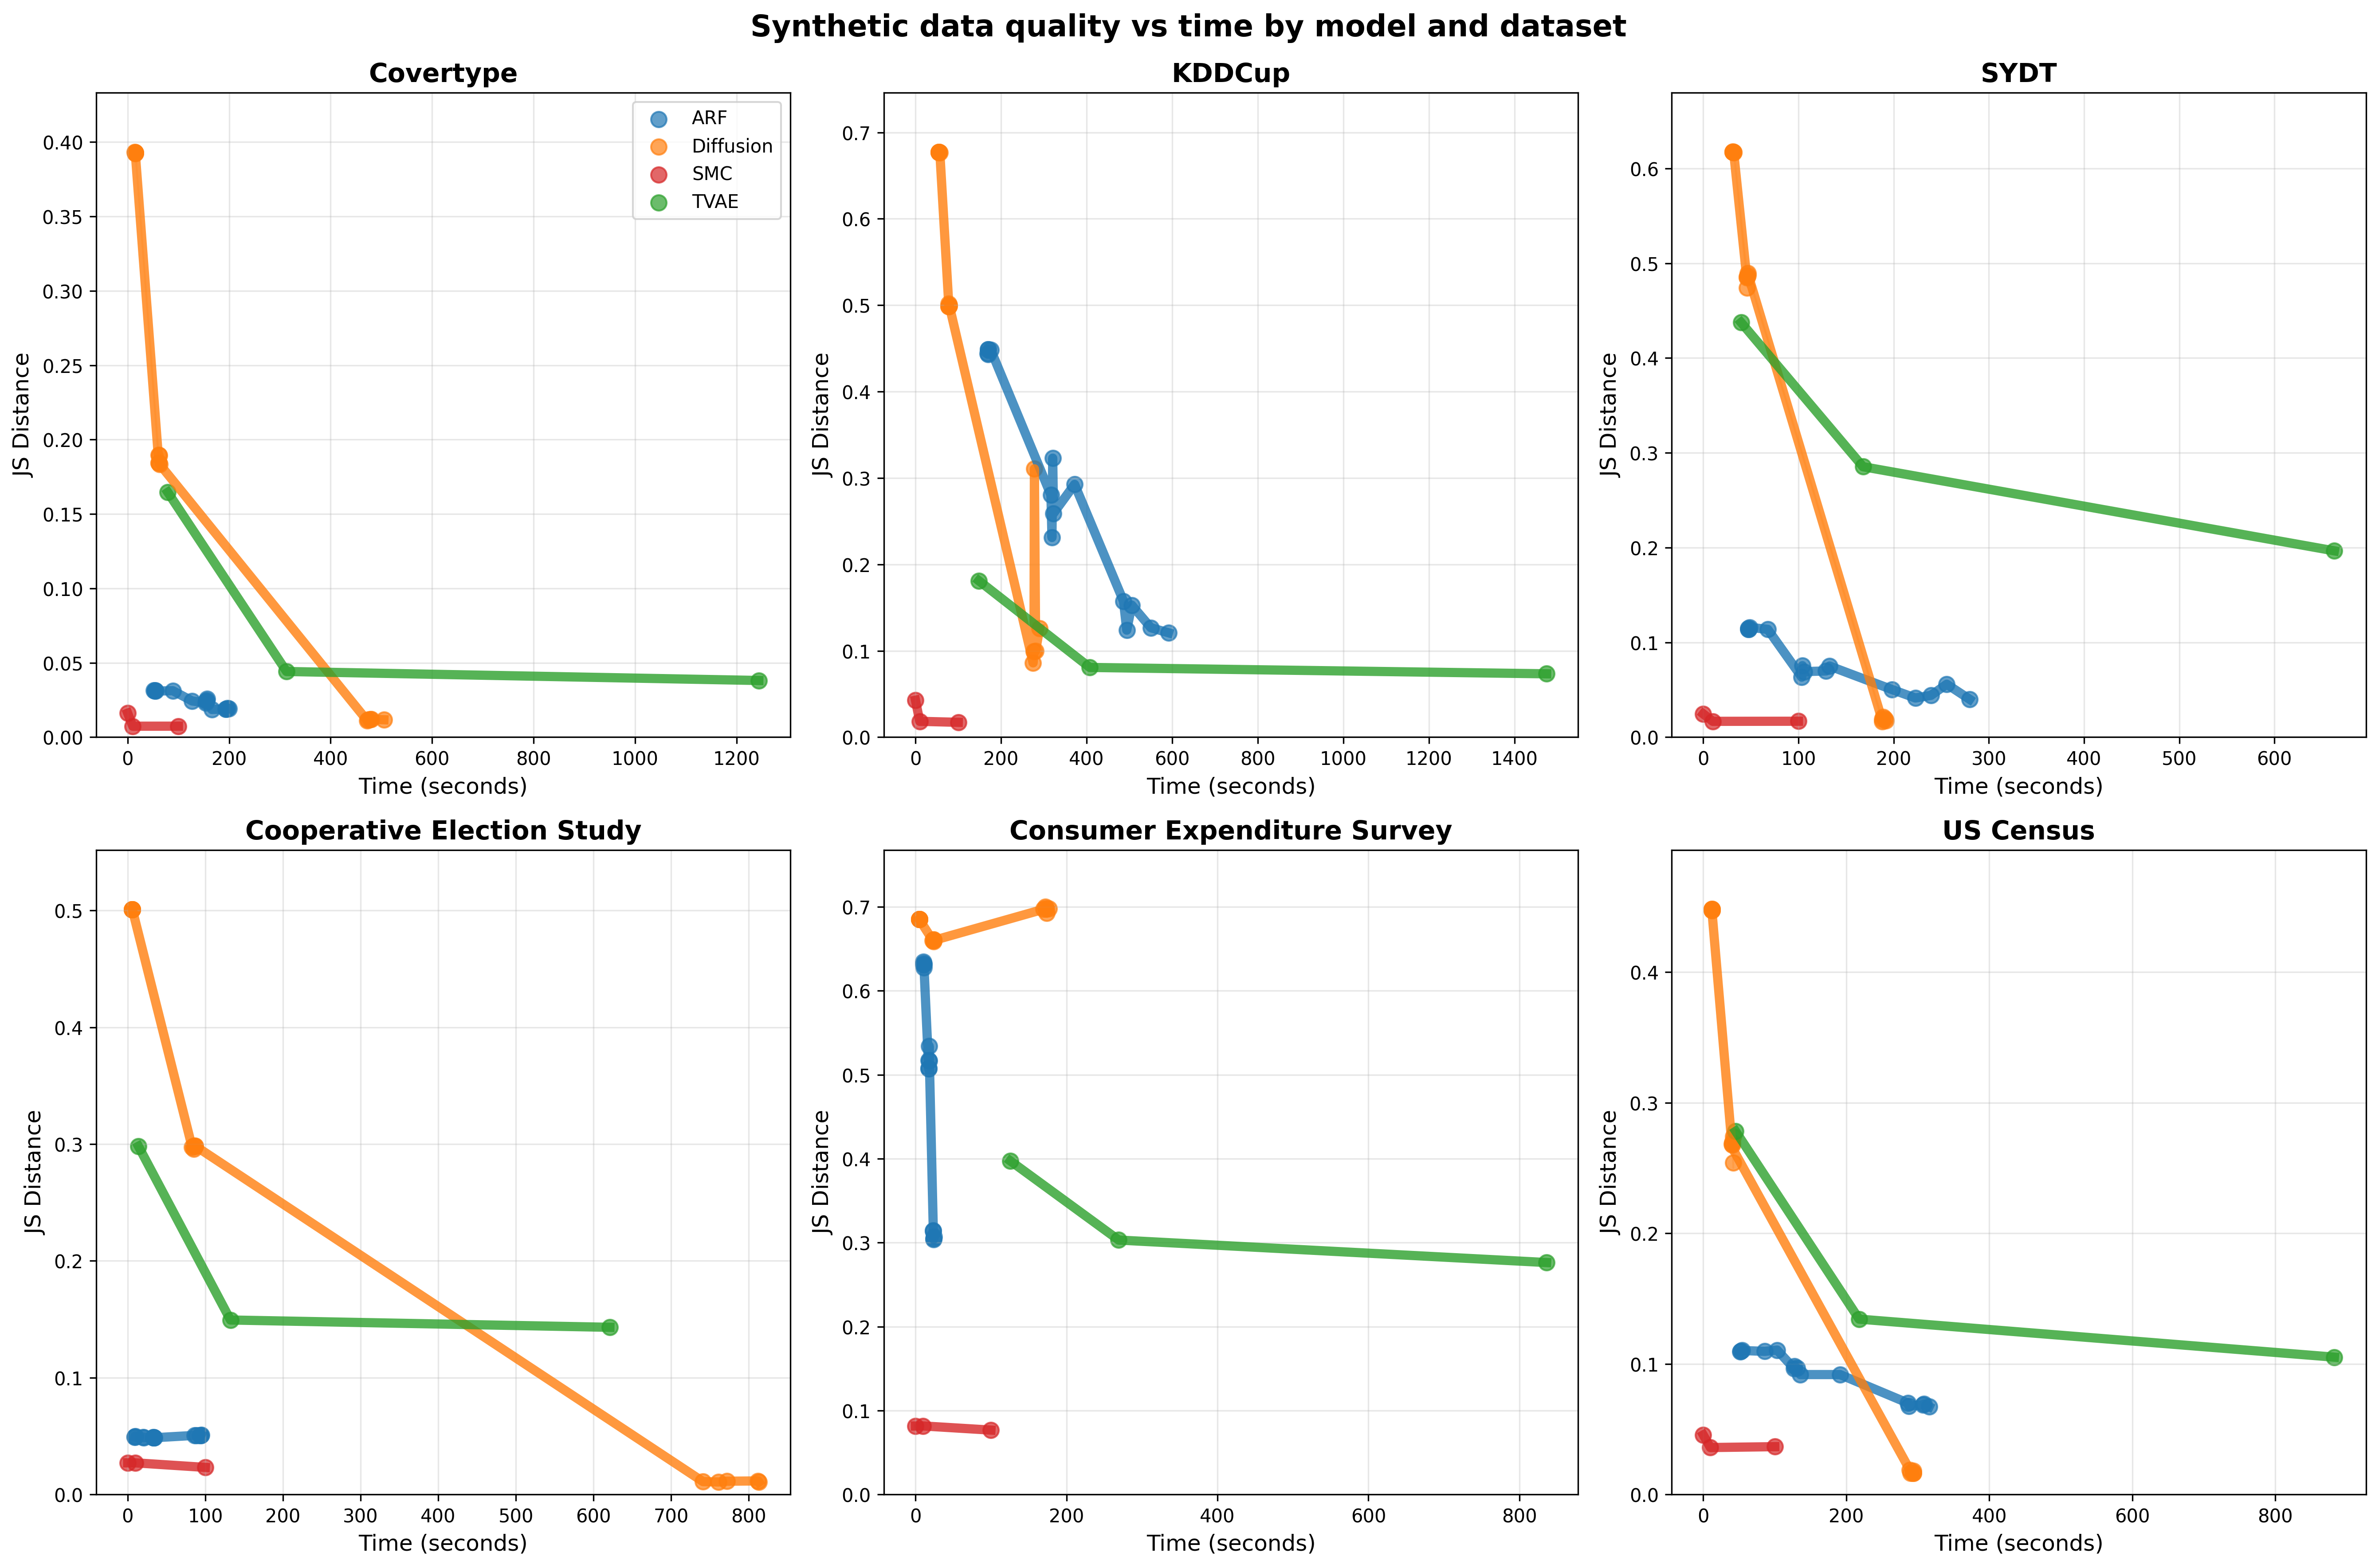 Synthetic data quality vs time by model and dataset
Covertype
ARF
Diffusion
SMC
TVAE
JS Distance
0.40
0.35
0.30
0.25
0.20
0.15
0.10
0.05
0.00
0 200 400 600 800 1000 1200
Time (seconds)
KDDCup
JS Distance
0.7
0.6
0.5
0.4
0.3
0.2
0.1
0.0
0 200 400 600 800 1000 1200 1400
Time (seconds)
SYDT
JS Distance
0.6
0.5
0.4
0.3
0.2
0.1
0.0
0 100 200 300 400 500 600
Time (seconds)
Cooperative Election Study
JS Distance
0.5
0.4
0.3
0.2
0.1
0.0
0 100 200 300 400 500 600 700 800
Time (seconds)
Consumer Expenditure Survey
JS Distance
0.7
0.6
0.5
0.4
0.3
0.2
0.1
0.0
0 200 400 600 800
Time (seconds)
US Census
JS Distance
0.4
0.3
0.2
0.1
0.0
0 200 400 600 800
Time (seconds)